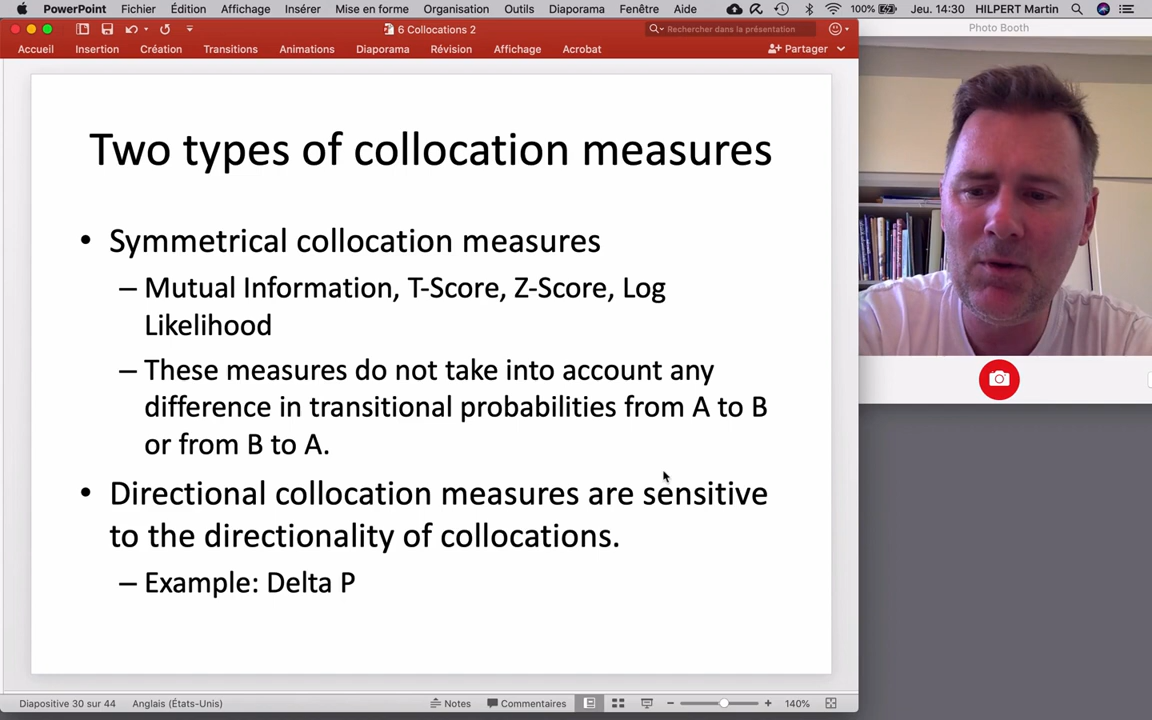 PowerPoint Fichier Édition Affichage Insérer Mise en forme Organisation Outils Diaporama Fenêtre Aide 100% Jeu. 14:30 HILPERT Martin
6 Collocations 2
Rechercher dans la présentation
Photo Booth
Accueil Insertion Création Transitions Animations Diaporama Révision Affichage Acrobat Partager
Two types of collocation measures
• Symmetrical collocation measures
– Mutual Information, T-Score, Z-Score, Log
Likelihood
– These measures do not take into account any
difference in transitional probabilities from A to B
or from B to A.
• Directional collocation measures are sensitive
to the directionality of collocations.
– Example: Delta P
Diapositive 30 sur 44 Anglais (États-Unis) Notes Commentaires 140%